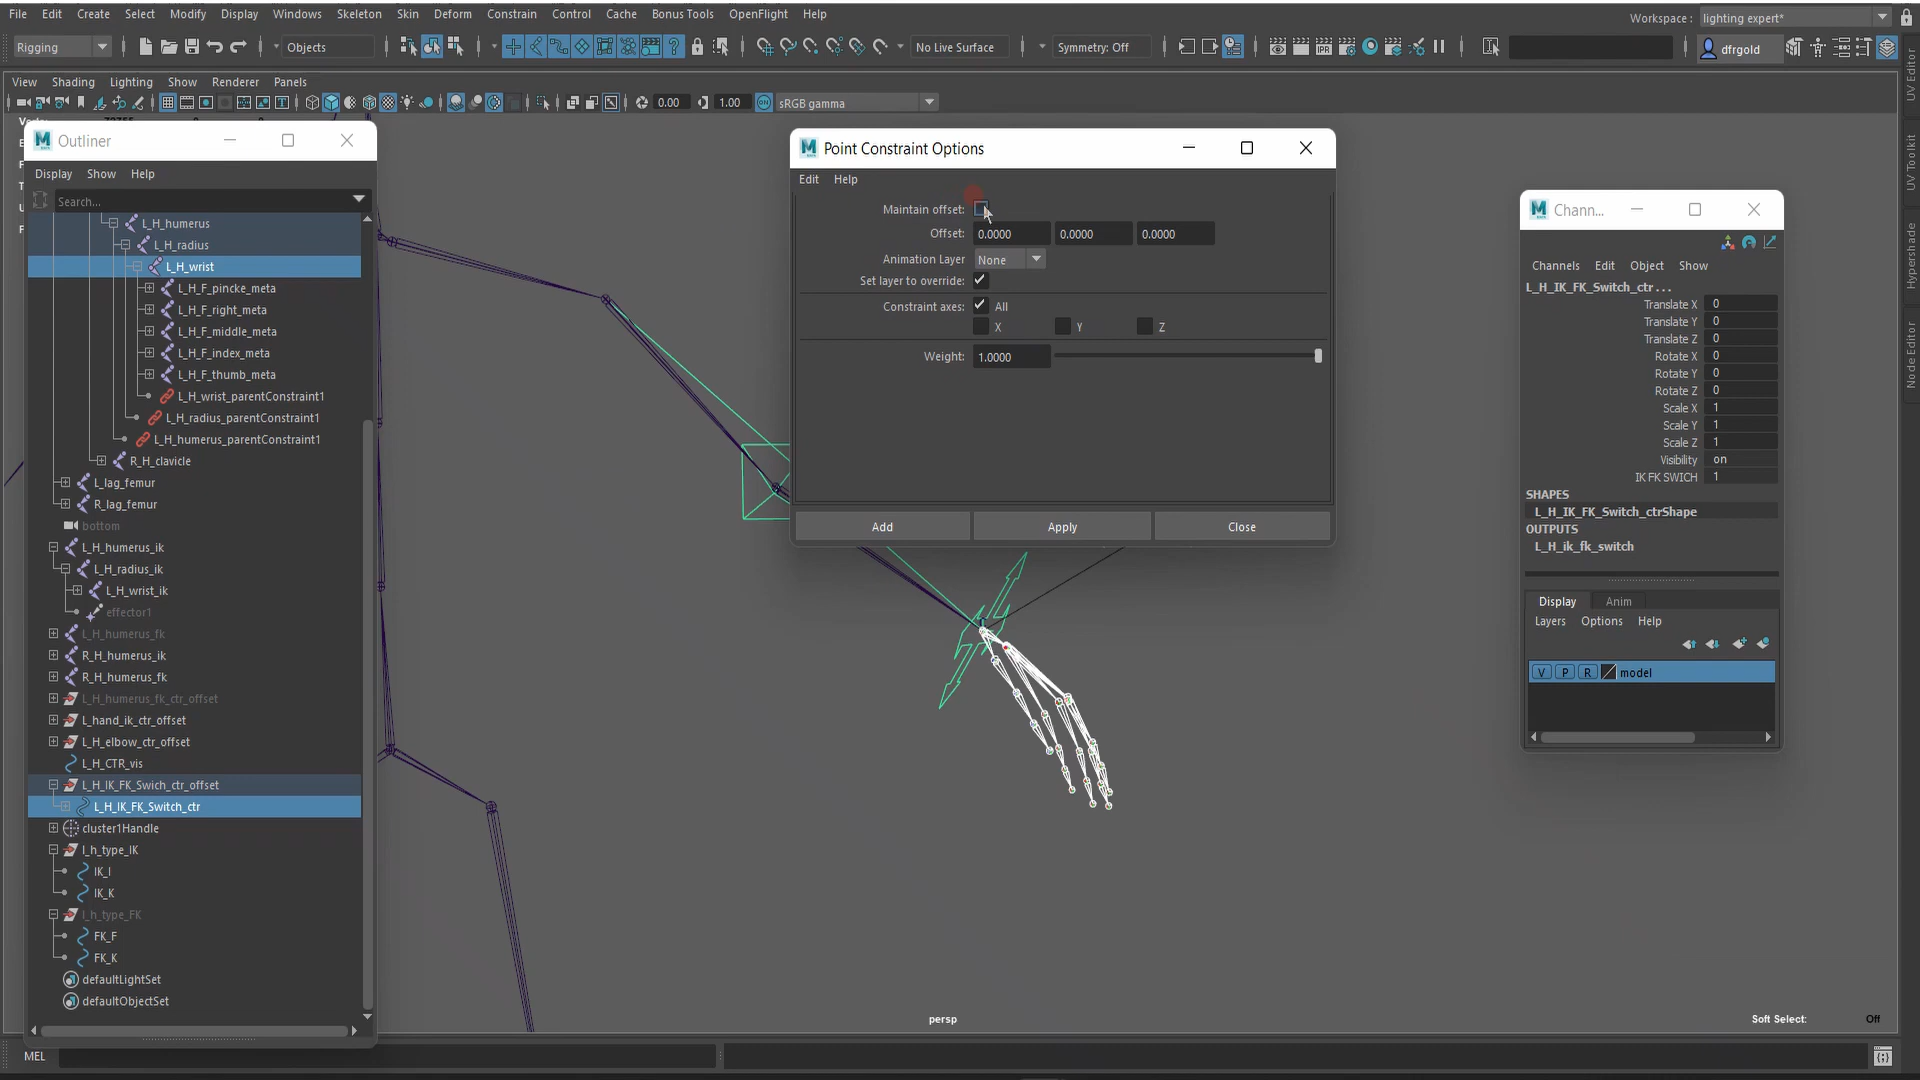 File Edit Create Select Modify Display Windows Skeleton Skin Deform Constrain Control Cache Bonus Tools OpenFlight Help
Workspace : lighting expert*
Rigging Objects No Live Surface Symmetry: Off dfrgold
View Shading Lighting Show Renderer Panels
0.00 1.00 sRGB gamma
Outliner
Display Show Help
Search...
L_H_humerus
L_H_radius
L_H_wrist
L_H_F_pincke_meta
L_H_F_right_meta
L_H_F_middle_meta
L_H_F_index_meta
L_H_F_thumb_meta
L_H_wrist_parentConstraint1
L_H_radius_parentConstraint1
L_H_humerus_parentConstraint1
R_H_clavicle
L_lag_femur
R_lag_femur
bottom
L_H_humerus_ik
L_H_radius_ik
L_H_wrist_ik
effector1
L_H_humerus_fk
R_H_humerus_ik
R_H_humerus_fk
L_H_humerus_fk_ctr_offset
L_hand_ik_ctr_offset
L_H_elbow_ctr_offset
L_H_CTR_vis
L_H_IK_FK_Swich_ctr_offset
L_H_IK_FK_Switch_ctr
cluster1Handle
l_h_type_IK
IK_I
IK_K
l_h_type_FK
FK_F
FK_K
defaultLightSet
defaultObjectSet
Point Constraint Options
Edit Help
Maintain offset:
Offset: 0.0000 0.0000 0.0000
Animation Layer None
Set layer to override:
Constraint axes: All
X Y Z
Weight: 1.0000
Add Apply Close
Chann...
Channels Edit Object Show
L_H_IK_FK_Switch_ctr . . .
Translate X 0
Translate Y 0
Translate Z 0
Rotate X 0
Rotate Y 0
Rotate Z 0
Scale X 1
Scale Y 1
Scale Z 1
Visibility on
IK FK SWICH 1
SHAPES
L_H_IK_FK_Switch_ctrShape
OUTPUTS
L_H_ik_fk_switch
Display Anim
Layers Options Help
V P R model
UV Editor
UV Toolkit
Hypershade
Node Editor
persp
Soft Select: Off
MEL